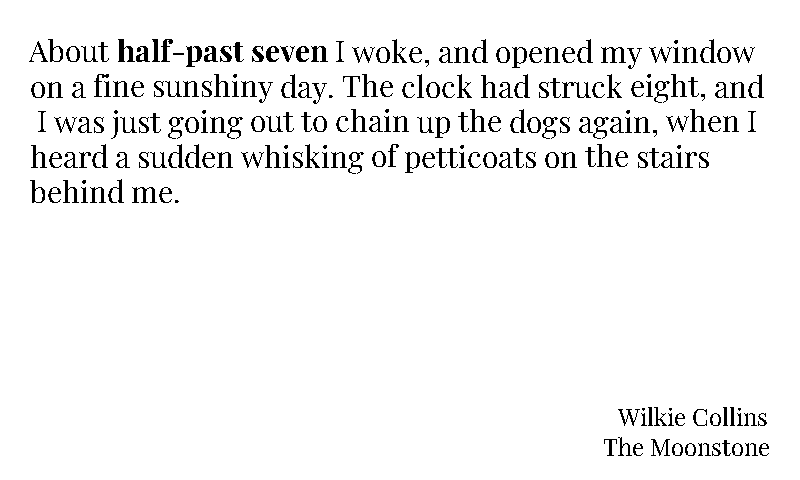 About half-past seven I woke, and opened my window
on a fine sunshiny day. The clock had struck eight, and
I was just going out to chain up the dogs again, when I
heard a sudden whisking of petticoats on the stairs
behind me.
Wilkie Collins
The Moonstone